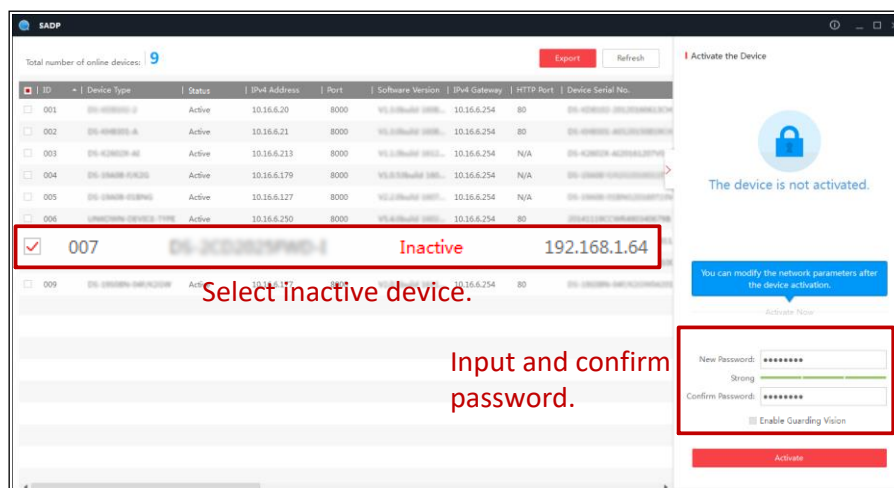 SADP
Total number of online devices: 9
Export
Refresh
ID
Device Type
Status
IPv4 Address
Port
Software Version
IPv4 Gateway
HTTP Port
Device Serial No.
001 Active 10.16.6.20 8000 10.16.6.254 80
002 Active 10.16.6.21 8000 10.16.6.254 80
003 Active 10.16.6.213 8000 10.16.6.254 N/A
004 Active 10.16.6.179 8000 10.16.6.254 N/A
005 Active 10.16.6.127 8000 10.16.6.254 N/A
006 UNKNOWN-DEVICE-TYPE Active 10.16.6.250 8000 10.16.6.254 80
007 Inactive 192.168.1.64
009 8000 10.16.6.254 80
Select inactive device.
Input and confirm
password.
Activate the Device
The device is not activated.
You can modify the network parameters after
the device activation.
Activate Now
New Password:
Strong
Confirm Password:
Enable Guarding Vision
Activate